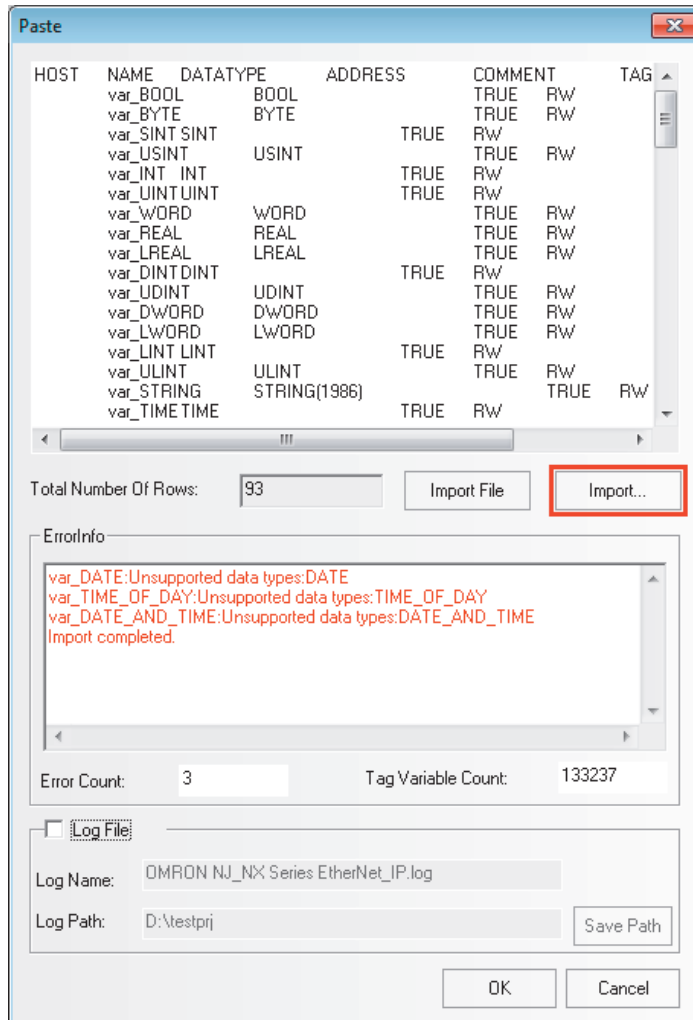 Paste
HOST NAME DATATYPE ADDRESS COMMENT TAG
var_BOOL BOOL TRUE RW
var_BYTE BYTE TRUE RW
var_SINT SINT TRUE RW
var_USINT USINT TRUE RW
var_INT INT TRUE RW
var_UINT UINT TRUE RW
var_WORD WORD TRUE RW
var_REAL REAL TRUE RW
var_LREAL LREAL TRUE RW
var_DINT DINT TRUE RW
var_UDINT UDINT TRUE RW
var_DWORD DWORD TRUE RW
var_LWORD LWORD TRUE RW
var_LINT LINT TRUE RW
var_ULINT ULINT TRUE RW
var_STRING STRING(1986) TRUE RW
var_TIME TIME TRUE RW
Total Number Of Rows: 93 Import File Import...
ErrorInfo
var_DATE:Unsupported data types:DATE
var_TIME_OF_DAY:Unsupported data types:TIME_OF_DAY
var_DATE_AND_TIME:Unsupported data types:DATE_AND_TIME
Import completed.
Error Count: 3 Tag Variable Count: 133237
Log File
Log Name: OMRON NJ_NX Series EtherNet_IP.log
Log Path: D:\testprj Save Path
OK Cancel